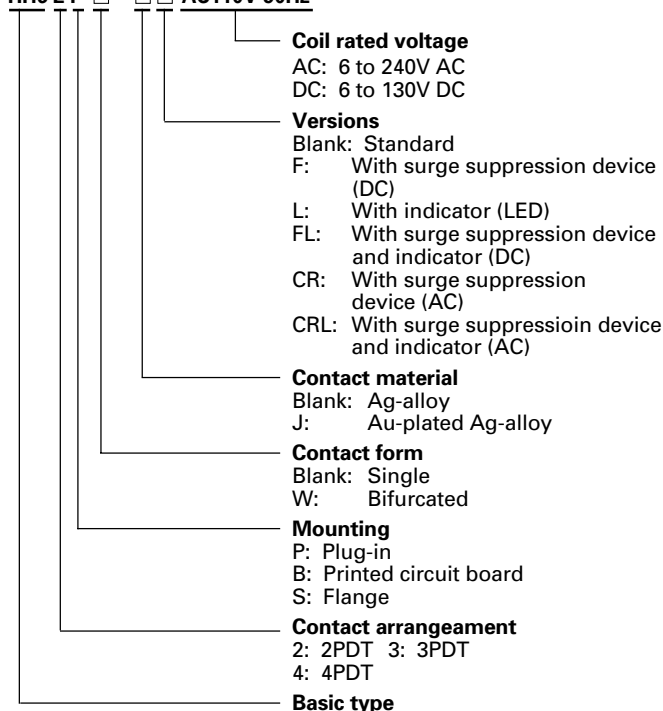 Coil rated voltage
AC: 6 to 240V AC
DC: 6 to 130V DC
Versions
Blank: Standard
F: With surge suppression device
(DC)
L: With indicator (LED)
FL: With surge suppression device
and indicator (DC)
CR: With surge suppression
device (AC)
CRL: With surge suppressioin device
and indicator (AC)
Contact material
Blank: Ag-alloy
J: Au-plated Ag-alloy
Contact form
Blank: Single
W: Bifurcated
Mounting
P: Plug-in
B: Printed circuit board
S: Flange
Contact arrangeament
2: 2PDT 3: 3PDT
4: 4PDT
Basic type